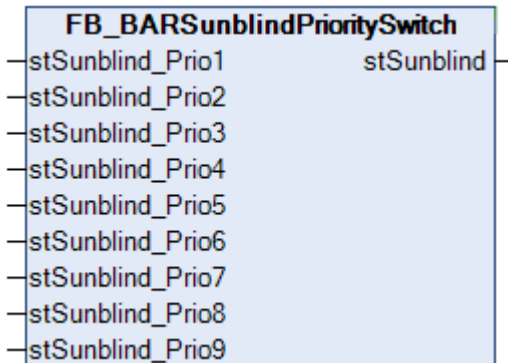 FB_BARSunblindPrioritySwitch
stSunblind_Prio1 stSunblind
stSunblind_Prio2
stSunblind_Prio3
stSunblind_Prio4
stSunblind_Prio5
stSunblind_Prio6
stSunblind_Prio7
stSunblind_Prio8
stSunblind_Prio9